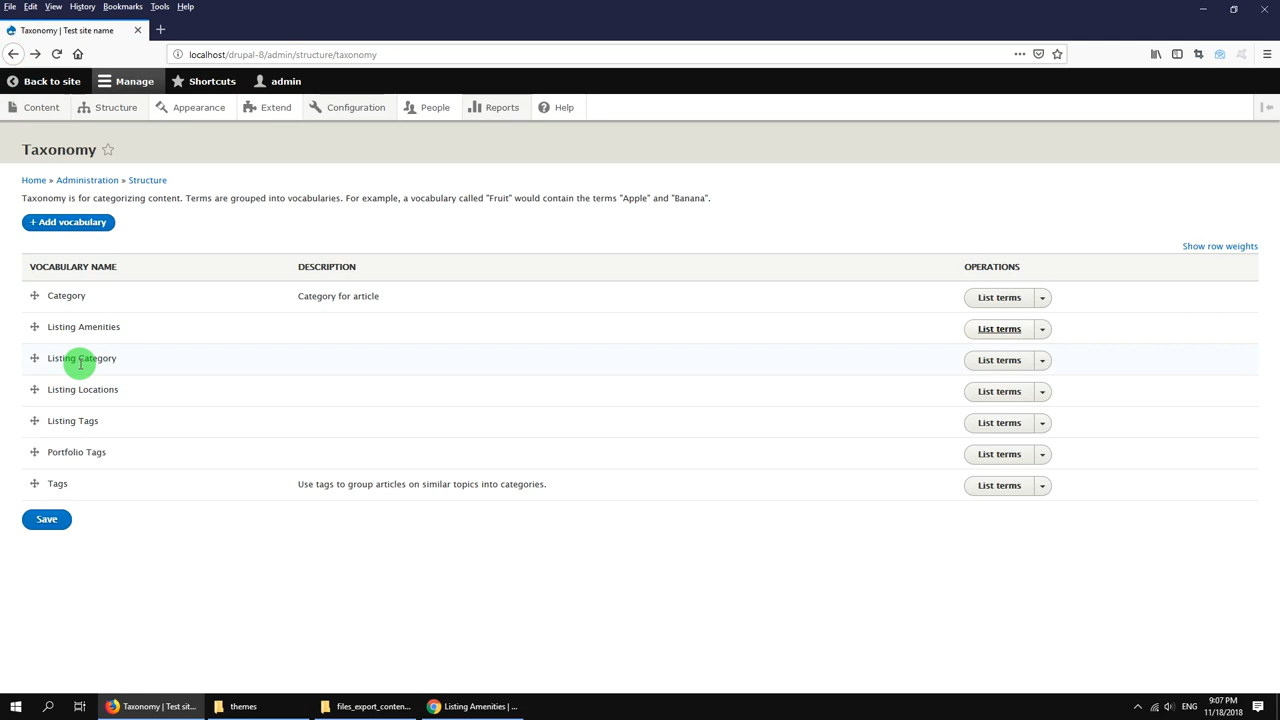 File Edit View History Bookmarks Tools Help
Taxonomy | Test site name
localhost/drupal-8/admin/structure/taxonomy
Back to site Manage Shortcuts admin
Content Structure Appearance Extend Configuration People Reports Help
Taxonomy
Home » Administration » Structure
Taxonomy is for categorizing content. Terms are grouped into vocabularies. For example, a vocabulary called "Fruit" would contain the terms "Apple" and "Banana".
+ Add vocabulary
Show row weights
VOCABULARY NAME DESCRIPTION OPERATIONS
Category Category for article List terms
Listing Amenities List terms
Listing Category List terms
Listing Locations List terms
Listing Tags List terms
Portfolio Tags List terms
Tags Use tags to group articles on similar topics into categories. List terms
Save
Taxonomy | Test sit... themes files_export_conten... Listing Amenities | ... ENG 9:07 PM
11/18/2018